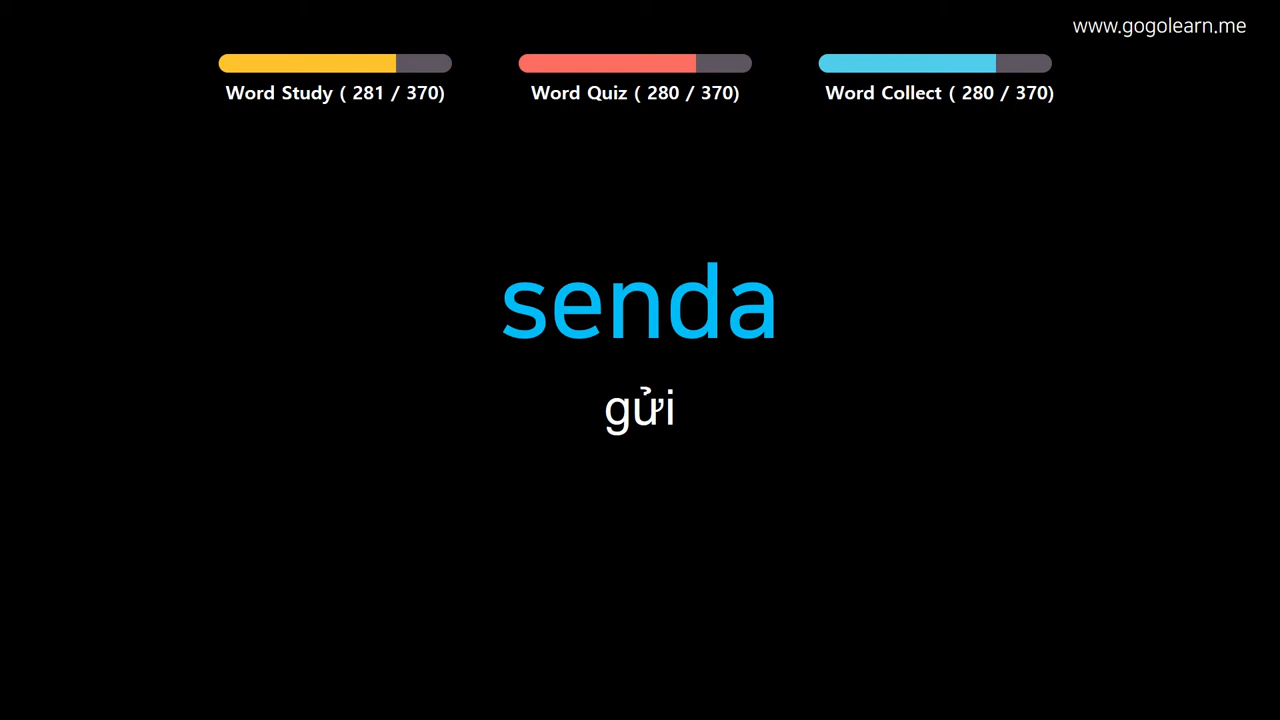 www.gogolearn.me
Word Study ( 281 / 370)
Word Quiz ( 280 / 370)
Word Collect ( 280 / 370)
senda
gửi